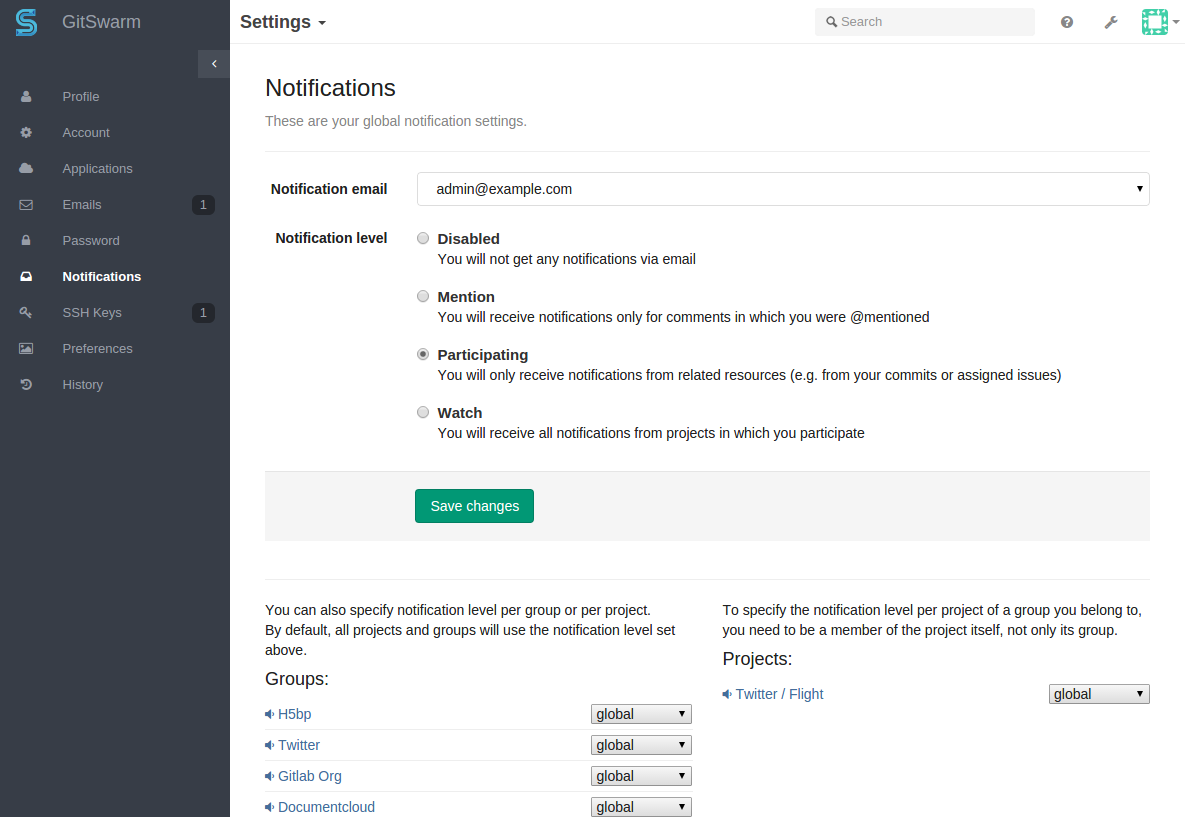 GitSwarm
Settings
Search
Profile
Account
Applications
Emails 1
Password
Notifications
SSH Keys 1
Preferences
History
Notifications
These are your global notification settings.
Notification email admin@example.com
Notification level
Disabled
You will not get any notifications via email
Mention
You will receive notifications only for comments in which you were @mentioned
Participating
You will only receive notifications from related resources (e.g. from your commits or assigned issues)
Watch
You will receive all notifications from projects in which you participate
Save changes
You can also specify notification level per group or per project.
By default, all projects and groups will use the notification level set
above.
Groups:
H5bp global
Twitter global
Gitlab Org global
Documentcloud global
To specify the notification level per project of a group you belong to,
you need to be a member of the project itself, not only its group.
Projects:
Twitter / Flight global